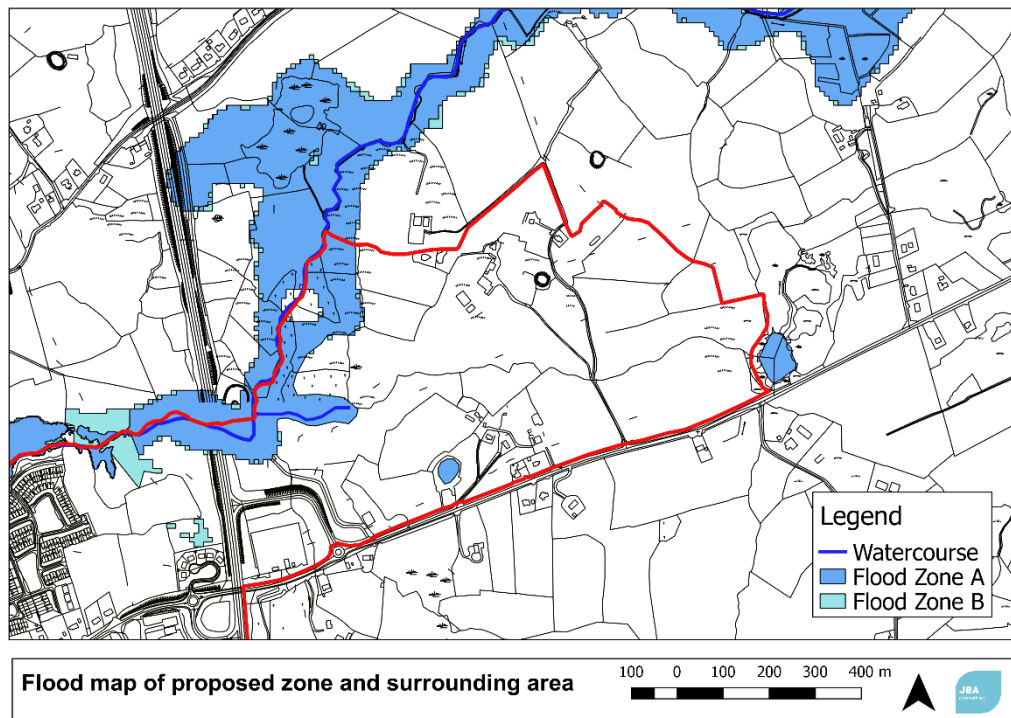 Legend
Watercourse
Flood Zone A
Flood Zone B
Flood map of proposed zone and surrounding area
100 0 100 200 300 400 m
JBA
consulting